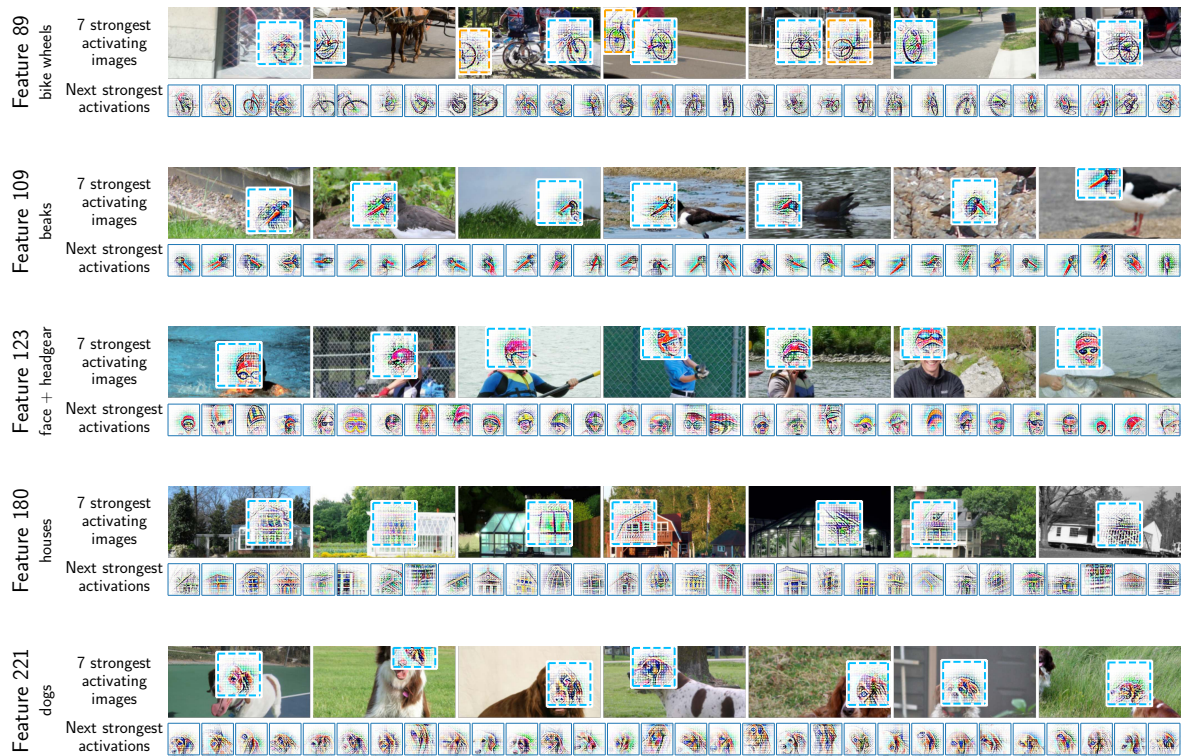 Feature 89
bike wheels
7 strongest
activating
images
Next strongest
activations
Feature 109
beaks
7 strongest
activating
images
Next strongest
activations
Feature 123
face + headgear
7 strongest
activating
images
Next strongest
activations
Feature 180
houses
7 strongest
activating
images
Next strongest
activations
Feature 221
dogs
7 strongest
activating
images
Next strongest
activations